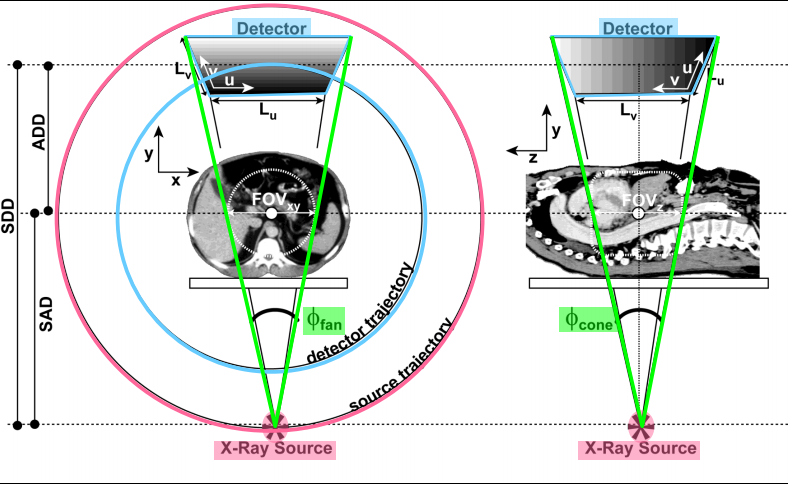 Detector
Detector
L_v
v
u
L_u
u
v
L_u
L_v
ADD
SDD
SAD
y
x
y
z
FOV_xy
FOV_z
ϕ_fan
ϕ_cone
detector trajectory
source trajectory
X-Ray Source
X-Ray Source